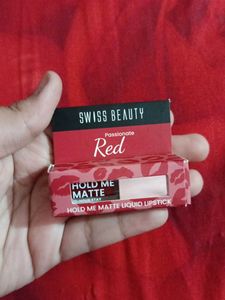 SWISS BEAUTY
Passionate
Red
HOLD ME
MATTE
HOLD ME MATTE LIQUID LIPSTICK